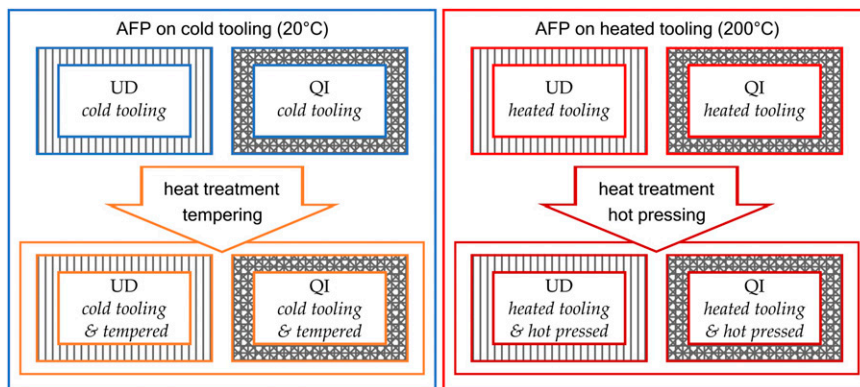 AFP on cold tooling (20°C)
UD
cold tooling
QI
cold tooling
heat treatment
tempering
UD
cold tooling
& tempered
QI
cold tooling
& tempered
AFP on heated tooling (200°C)
UD
heated tooling
QI
heated tooling
heat treatment
hot pressing
UD
heated tooling
& hot pressed
QI
heated tooling
& hot pressed